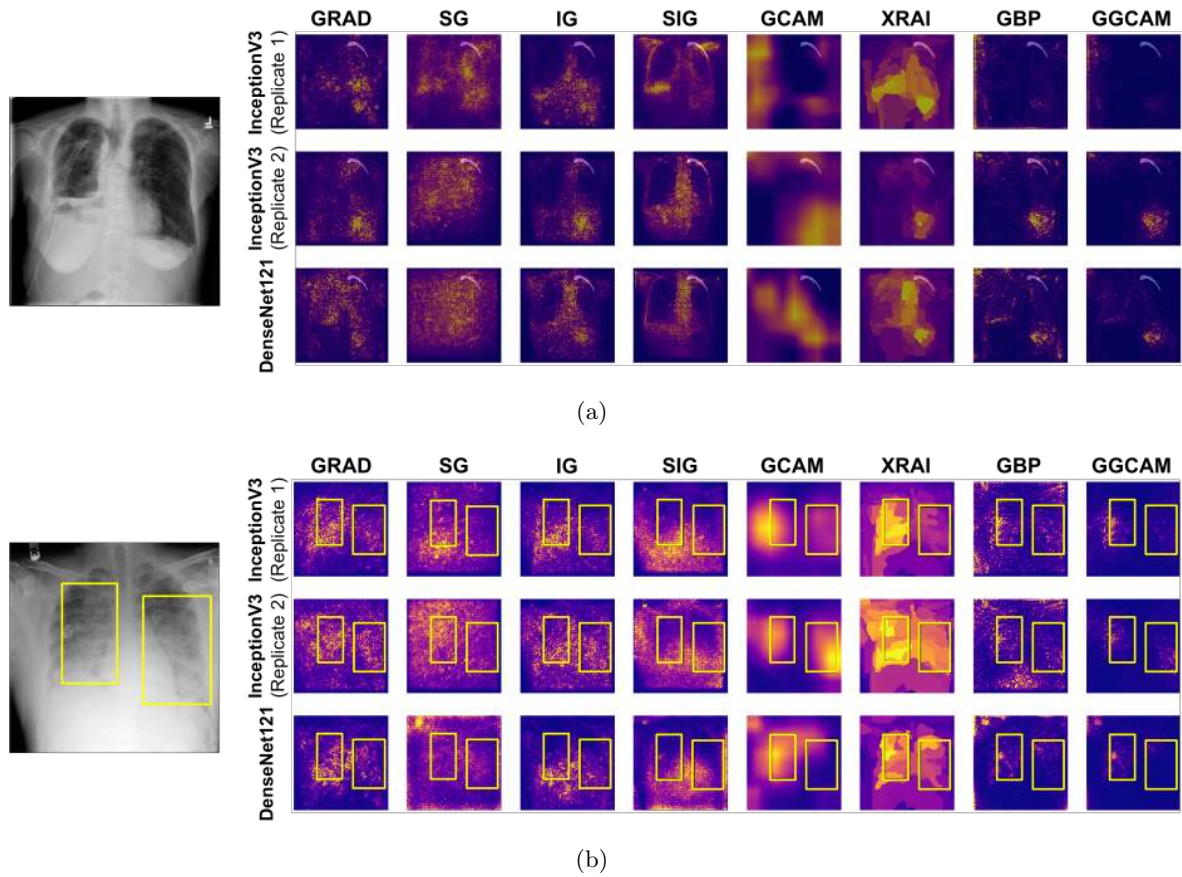 GRAD SG IG SIG GCAM XRAI GBP GGCAM
InceptionV3
(Replicate 1)
InceptionV3
(Replicate 2)
DenseNet121
L
(a)
GRAD SG IG SIG GCAM XRAI GBP GGCAM
InceptionV3
(Replicate 1)
InceptionV3
(Replicate 2)
DenseNet121
(b)